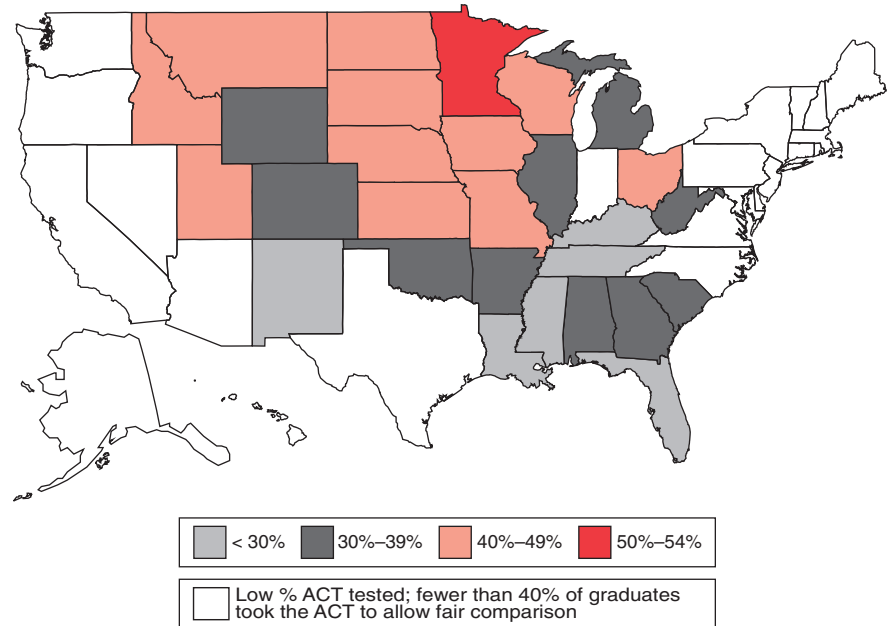 < 30% 30%–39% 40%–49% 50%–54%
Low % ACT tested; fewer than 40% of graduates
took the ACT to allow fair comparison